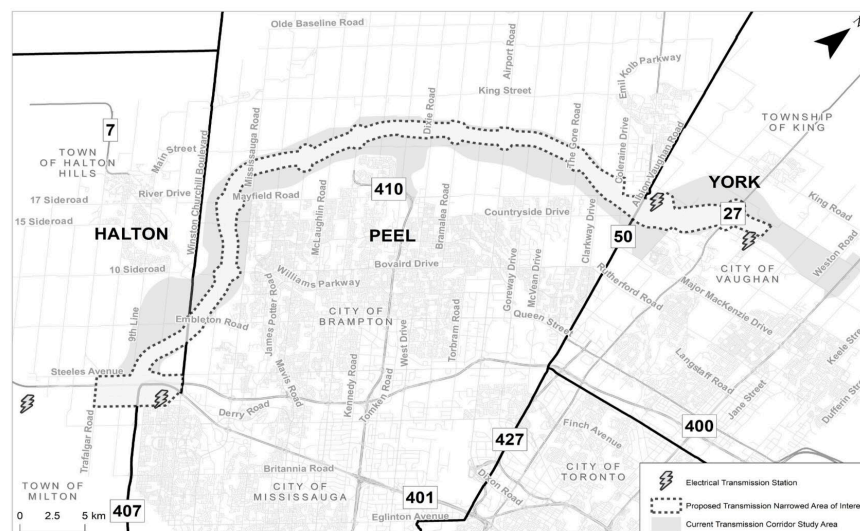 Olde Baseline Road
Airport Road
Emil Kolb Parkway
King Street
TOWNSHIP
OF KING
7
TOWN
OF HALTON
HILLS
Main Street
Winston Churchill Boulevard
Mississauga Road
Dixie Road
The Gore Road
Coleraine Drive
Albion Vaughan Road
YORK
King Road
River Drive
17 Sideroad
15 Sideroad
HALTON
Mayfield Road
McLaughlin Road
410
PEEL
Bramalea Road
Countryside Drive
Clarkway Drive
50
27
Weston Road
CITY OF
VAUGHAN
10 Sideroad
Bovaird Drive
Williams Parkway
Goreway Drive
McVean Drive
Rutherford Road
Major MacKenzie Drive
9th Line
Embleton Road
James Potter Road
CITY OF
BRAMPTON
West Drive
Torbram Road
Queen Street
Langstaff Road
Keele Stre
Steeles Avenue
Mavis Road
Kennedy Road
Tomken Road
Jane Street
Dufferin Stre
Trafalgar Road
Derry Road
427
Finch Avenue
400
Britannia Road
Dixon Road
CITY OF
TORONTO
TOWN OF
MILTON
CITY OF
MISSISSAUGA
401
Eglinton Avenue
407
0 2.5 5 km
Electrical Transmission Station
Proposed Transmission Narrowed Area of Intere
Current Transmission Corridor Study Area